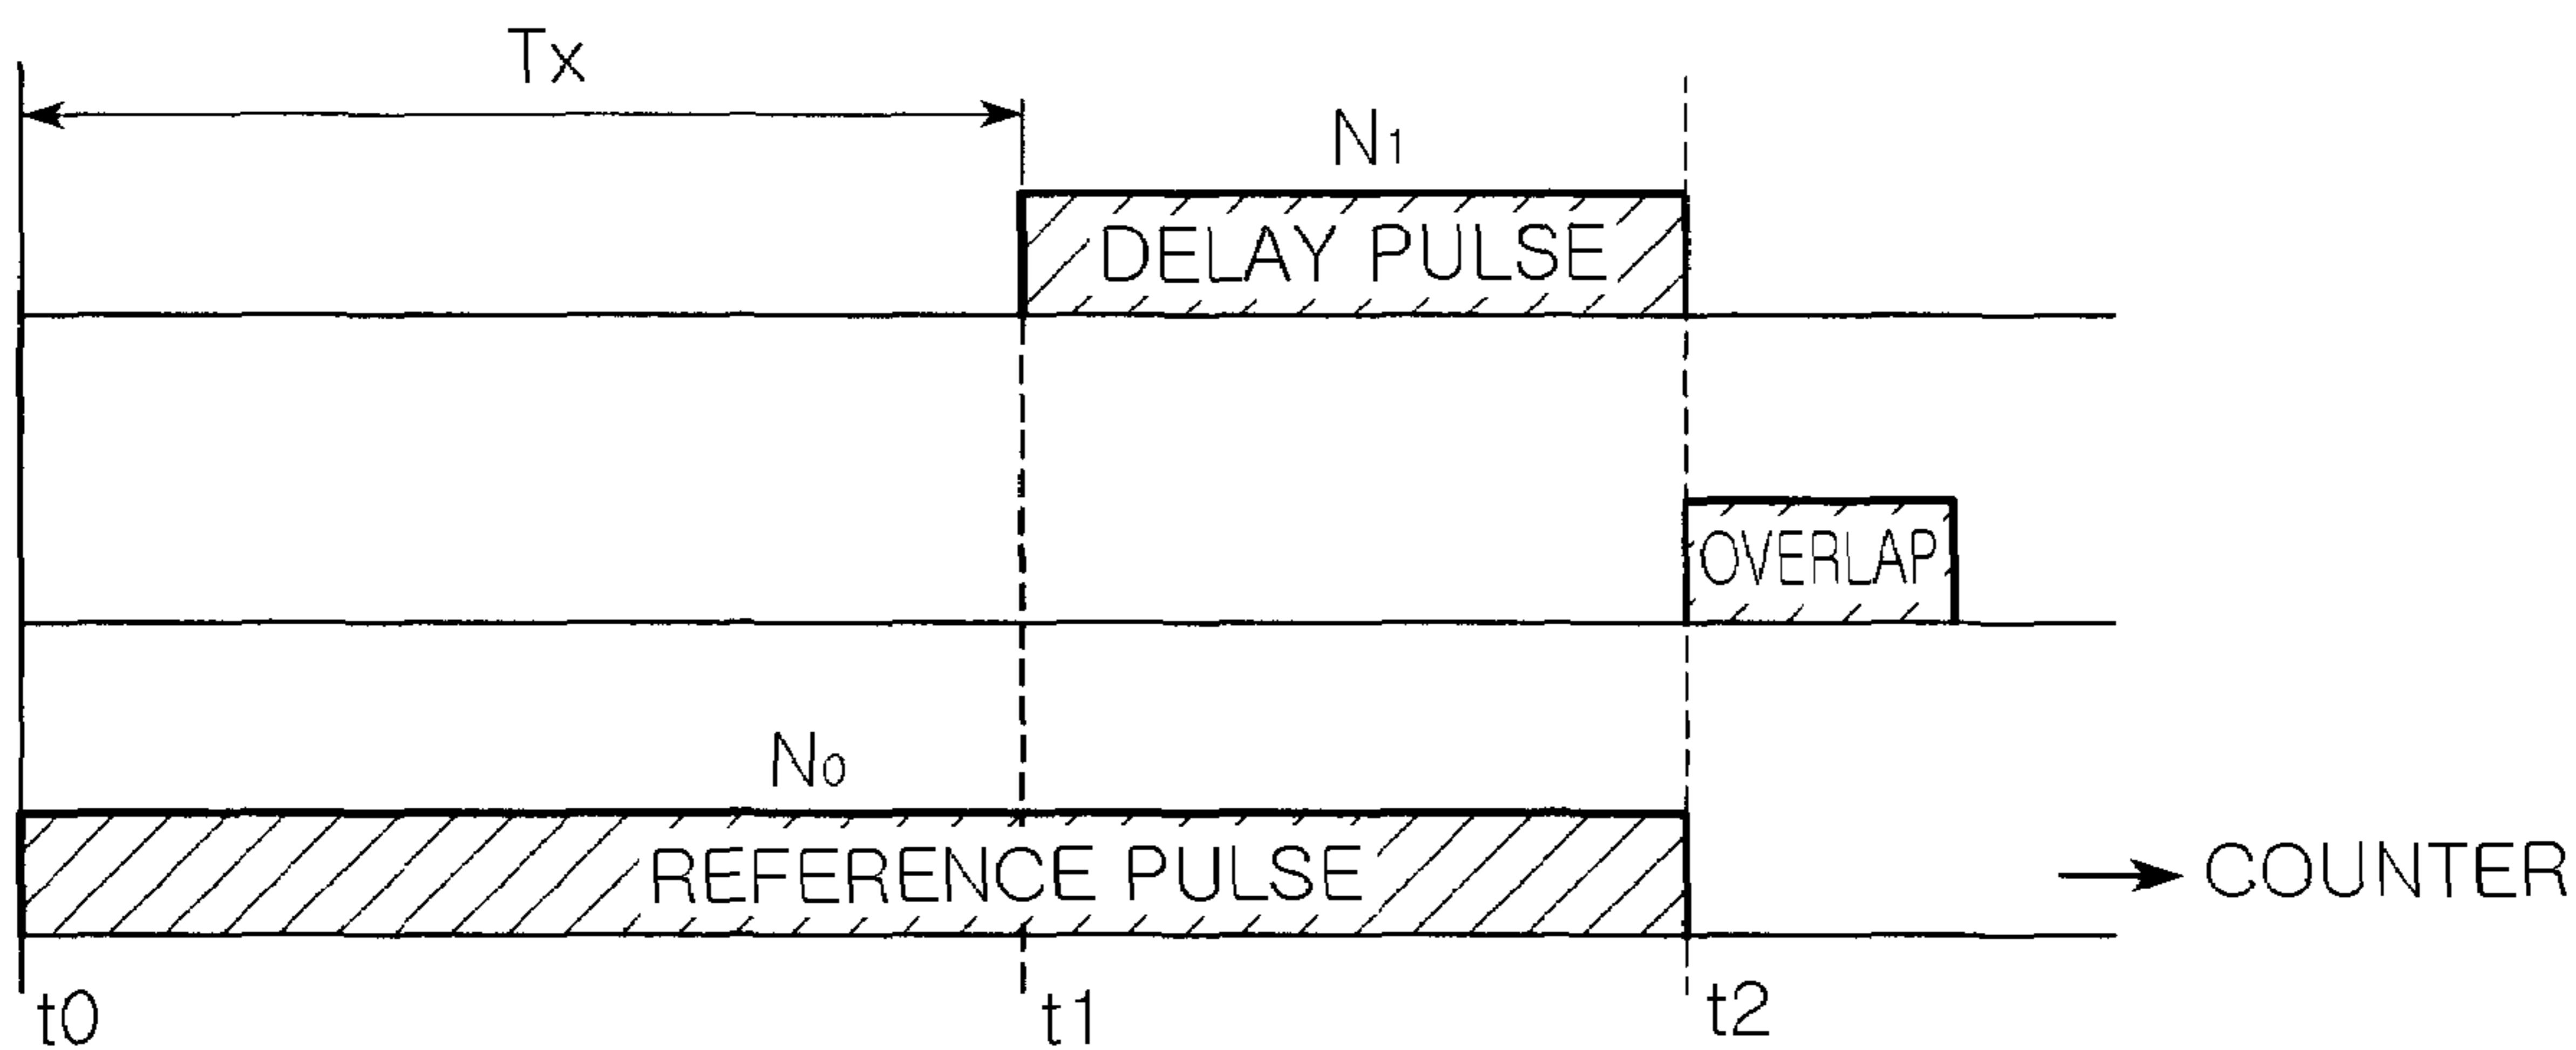 Tx
N1
DELAY PULSE
OVERLAP
N0
REFERENCE PULSE
COUNTER
t0
t1
t2